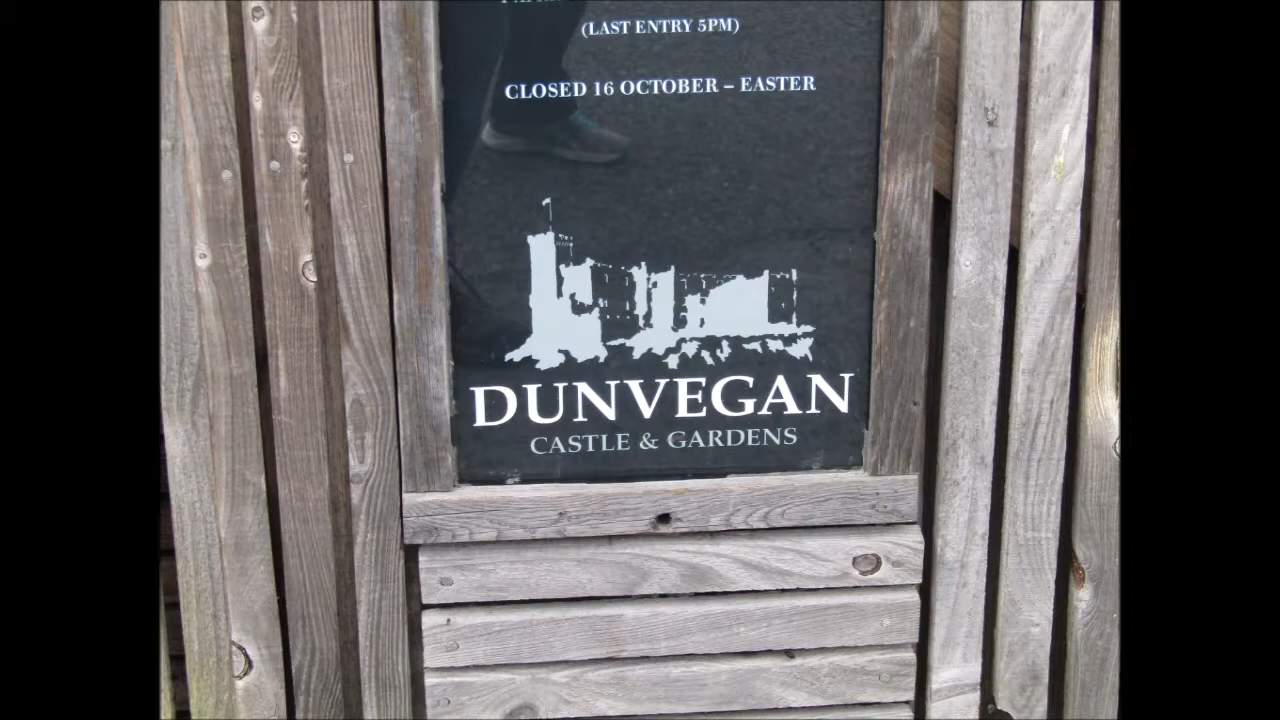 (LAST ENTRY 5PM)
CLOSED 16 OCTOBER – EASTER
DUNVEGAN
CASTLE & GARDENS